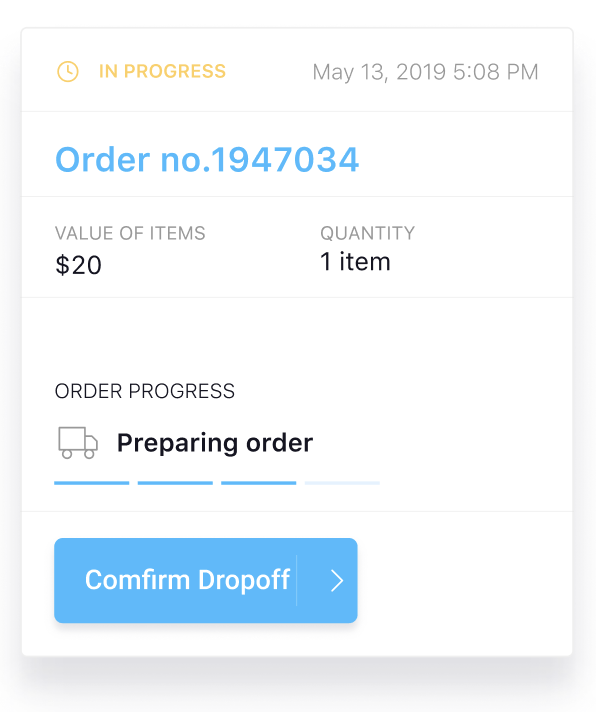 IN PROGRESS May 13, 2019 5:08 PM
Order no.1947034
VALUE OF ITEMS QUANTITY
$20 1 item
ORDER PROGRESS
Preparing order
Comfirm Dropoff